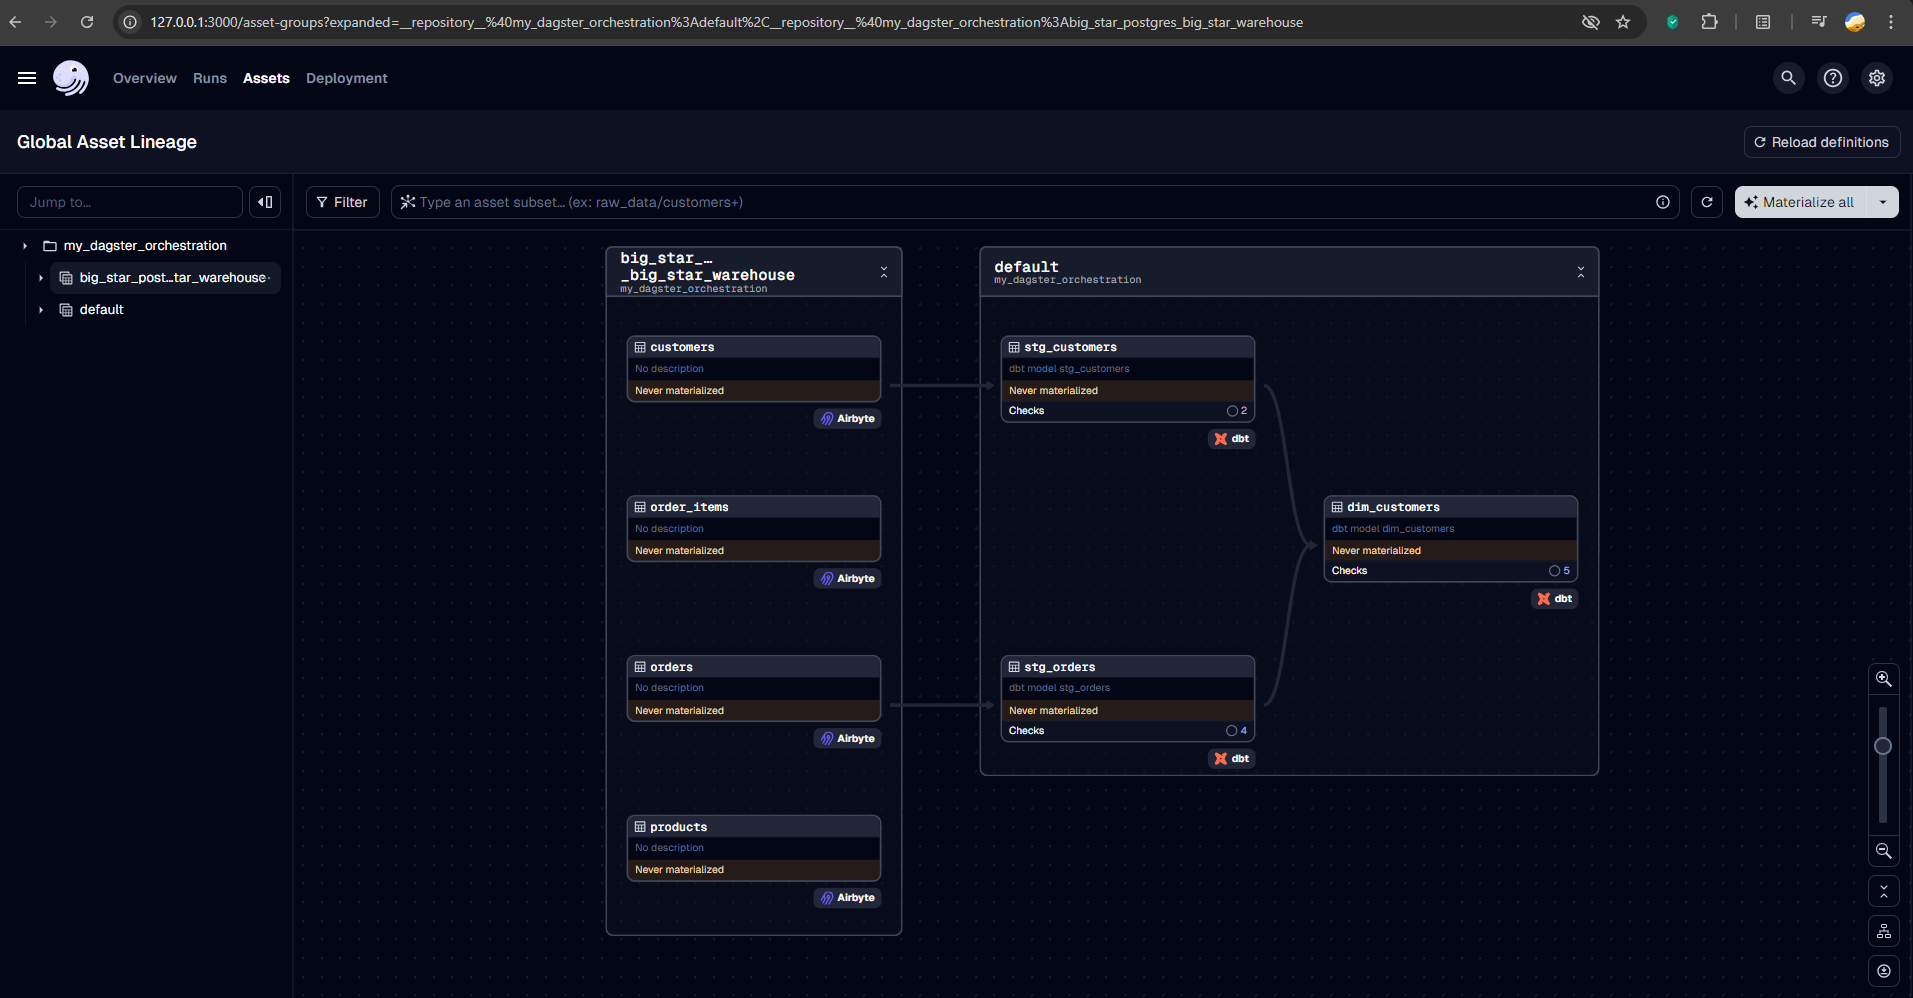 127.0.0.1:3000/asset-groups?expanded=__repository__%40my_dagster_orchestration%3Adefault%2C__repository__%40my_dagster_orchestration%3Abig_star_postgres_big_star_warehouse
Overview Runs Assets Deployment
Global Asset Lineage
Reload definitions
Jump to…
Filter
Type an asset subset… (ex: raw_data/customers+)
Materialize all
my_dagster_orchestration
big_star_post…tar_warehouse
default
big_star_…
_big_star_warehouse
my_dagster_orchestration
customers
No description
Never materialized
Airbyte
order_items
No description
Never materialized
Airbyte
orders
No description
Never materialized
Airbyte
products
No description
Never materialized
Airbyte
default
my_dagster_orchestration
stg_customers
dbt model stg_customers
Never materialized
Checks 2
dbt
stg_orders
dbt model stg_orders
Never materialized
Checks 4
dbt
dim_customers
dbt model dim_customers
Never materialized
Checks 5
dbt